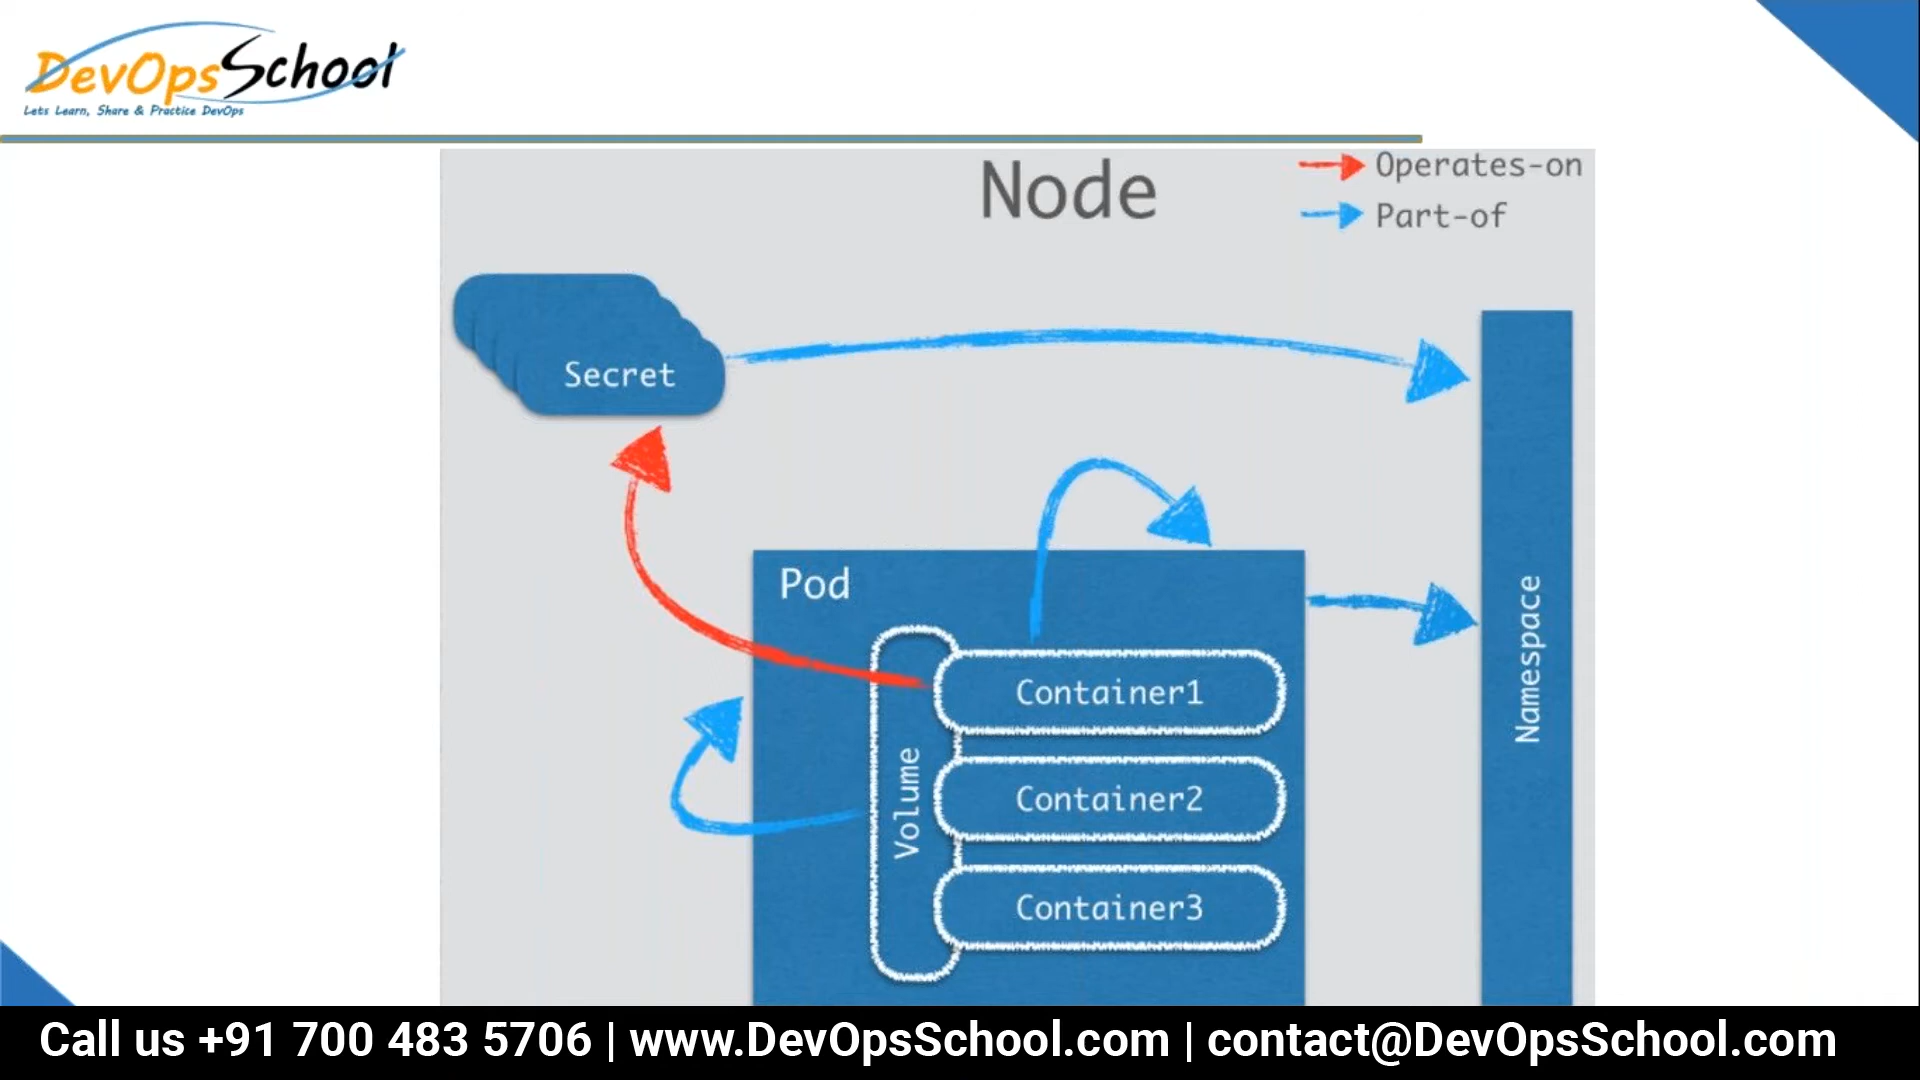 DevOpsSchool
Lets Learn, Share & Practice DevOps
Node
Operates-on
Part-of
Secret
Pod
Volume
Container1
Container2
Container3
Namespace
Call us +91 700 483 5706 | www.DevOpsSchool.com | contact@DevOpsSchool.com